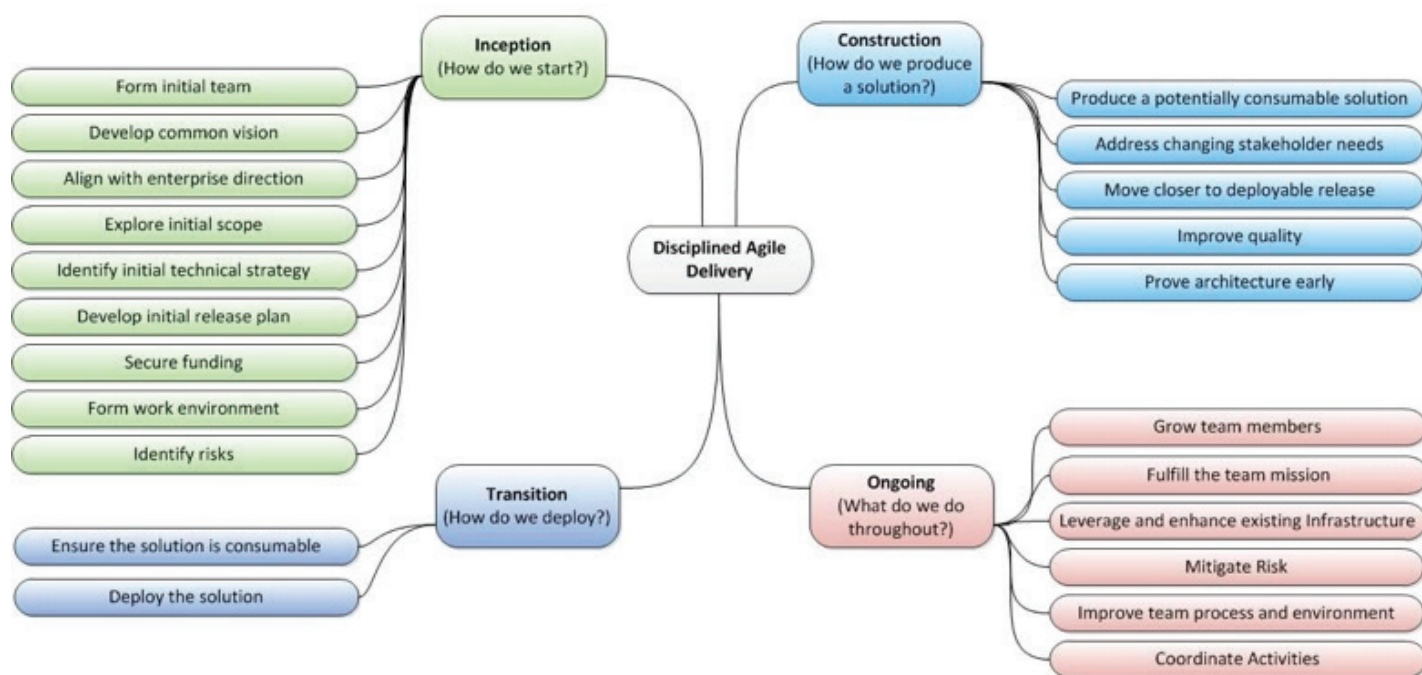 Inception
(How do we start?)
Form initial team
Develop common vision
Align with enterprise direction
Explore initial scope
Identify initial technical strategy
Develop initial release plan
Secure funding
Form work environment
Identify risks
Construction
(How do we produce
a solution?)
Produce a potentially consumable solution
Address changing stakeholder needs
Move closer to deployable release
Improve quality
Prove architecture early
Disciplined Agile
Delivery
Transition
(How do we deploy?)
Ensure the solution is consumable
Deploy the solution
Ongoing
(What do we do
throughout?)
Grow team members
Fulfill the team mission
Leverage and enhance existing Infrastructure
Mitigate Risk
Improve team process and environment
Coordinate Activities